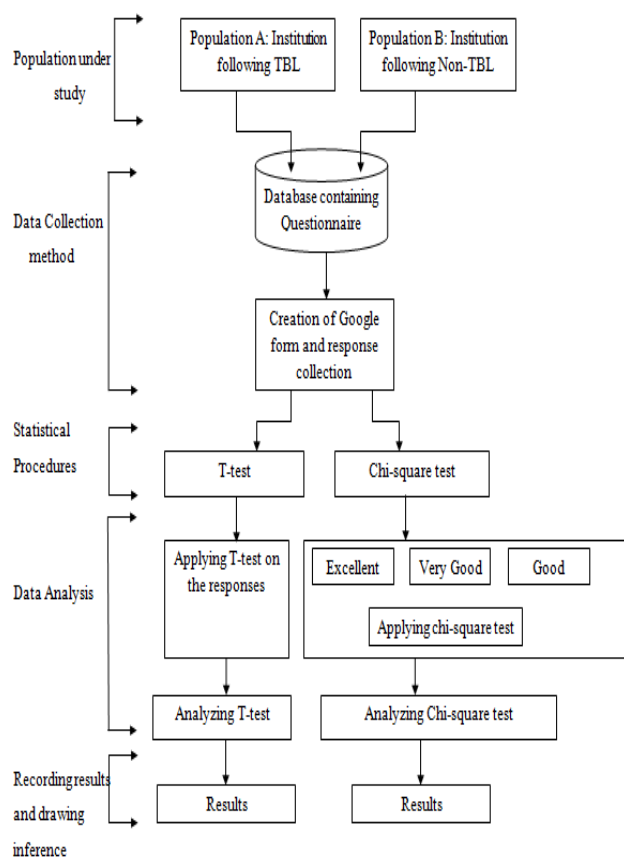 Population under
study
Population A: Institution
following TBL
Population B: Institution
following Non-TBL
Data Collection
method
Database containing
Questionnaire
Creation of Google
form and response
collection
Statistical
Procedures
T-test
Chi-square test
Data Analysis
Applying T-test on
the responses
Excellent
Very Good
Good
Applying chi-square test
Analyzing T-test
Analyzing Chi-square test
Recording results
and drawing
inference
Results
Results